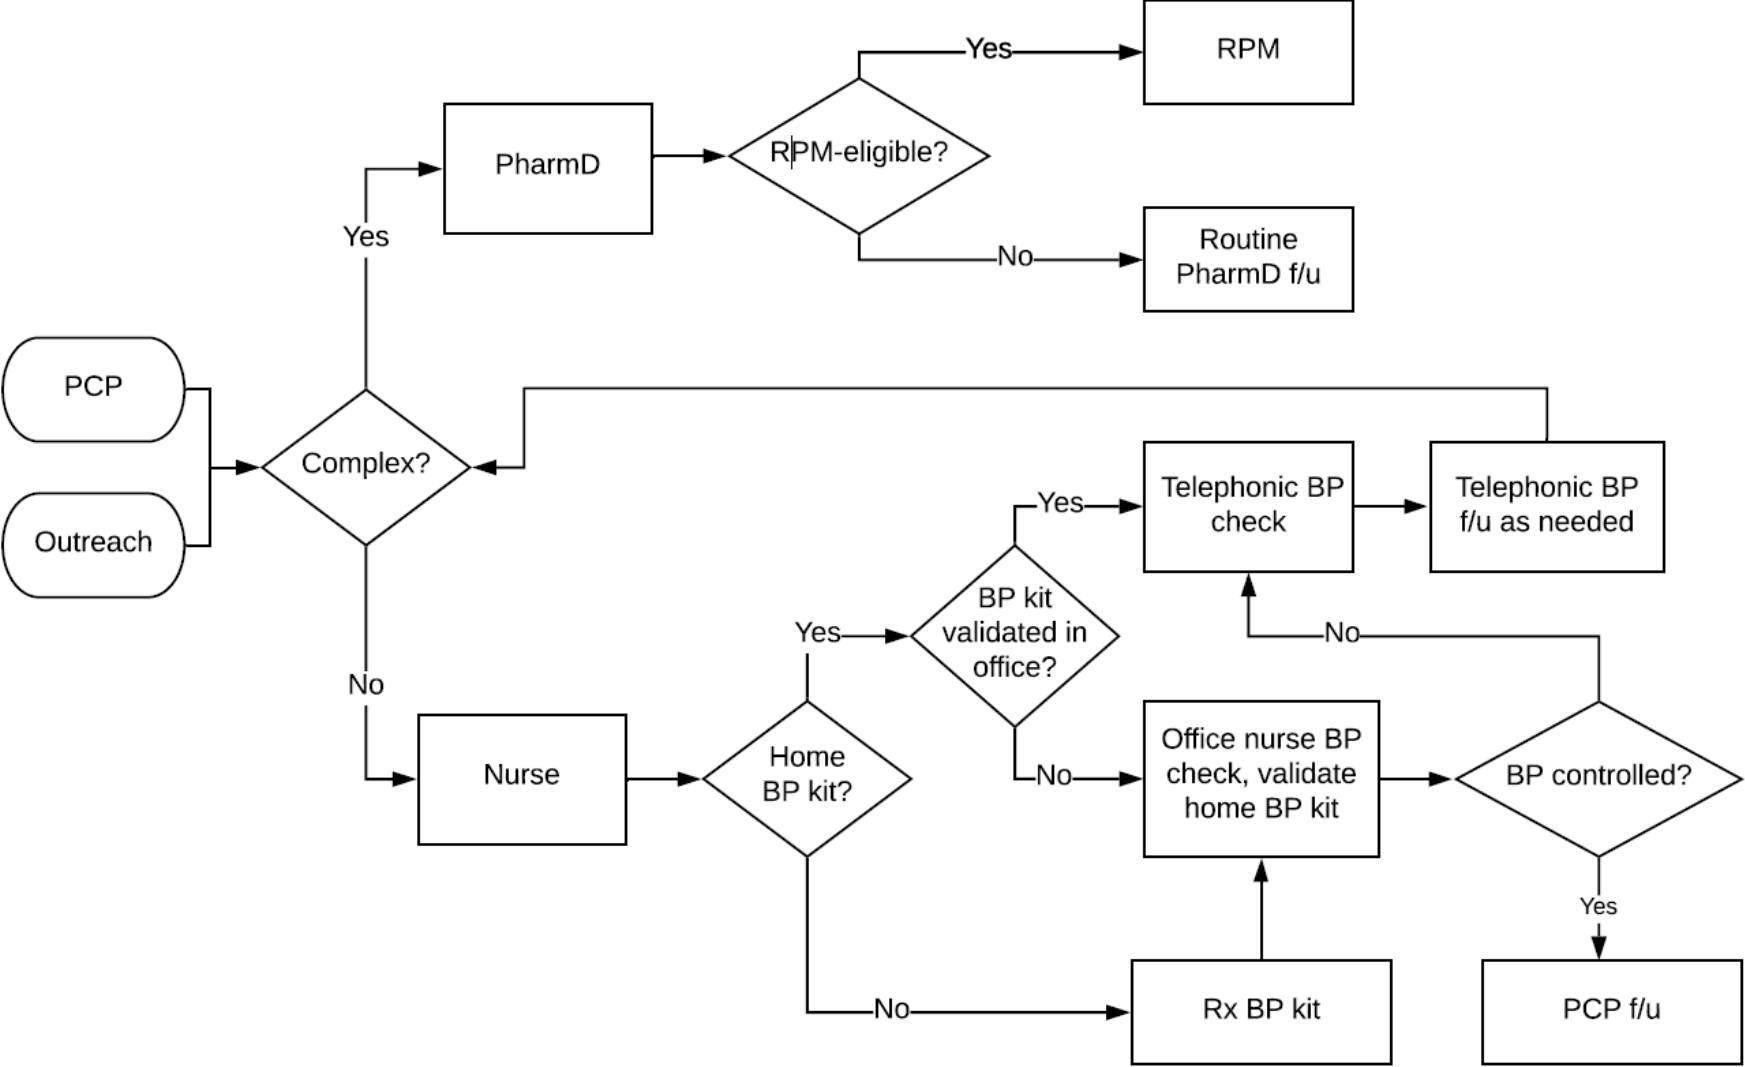 Yes
RPM
PharmD
RPM-eligible?
Yes
No
Routine
PharmD f/u
PCP
Outreach
Complex?
No
Nurse
Home
BP kit?
Yes
No
BP kit
validated in
office?
Yes
No
Telephonic BP
check
Telephonic BP
f/u as needed
No
Office nurse BP
check, validate
home BP kit
BP controlled?
Yes
Rx BP kit
PCP f/u